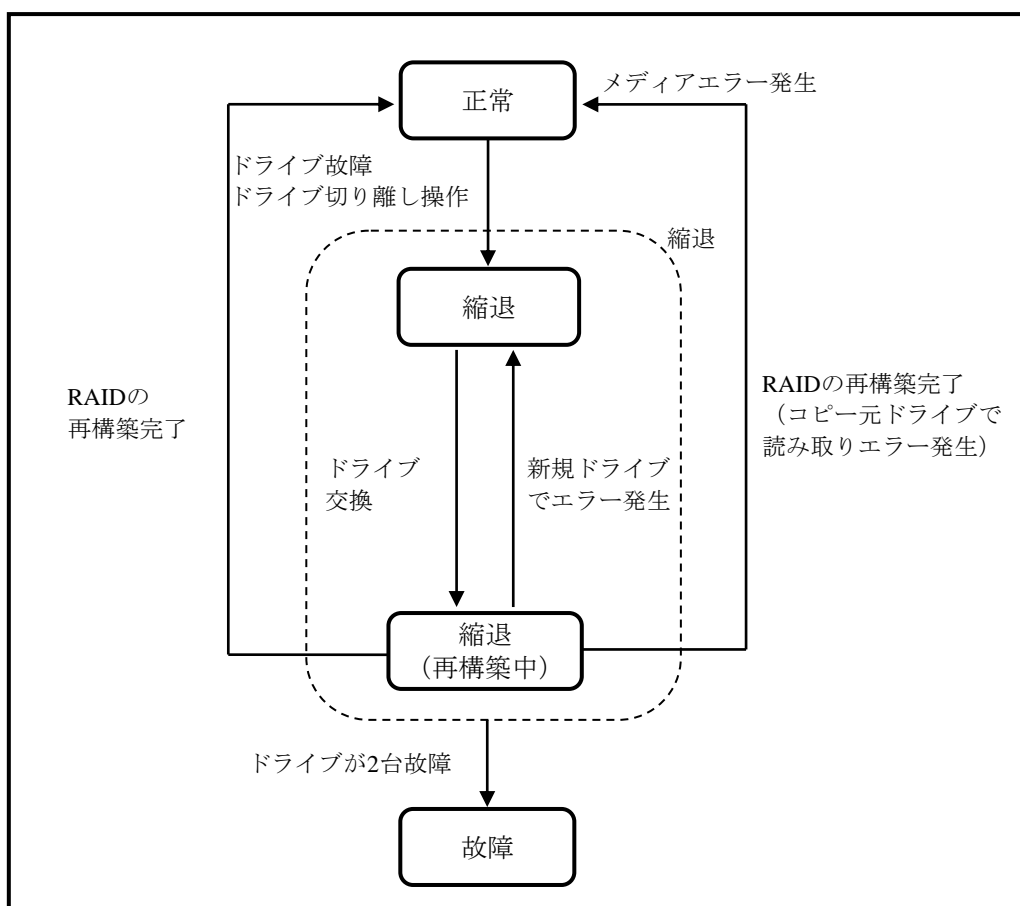 正常
メディアエラー発生
ドライブ故障
ドライブ切り離し操作
縮退
縮退
RAIDの
再構築完了
RAIDの再構築完了
（コピー元ドライブで
読み取りエラー発生）
ドライブ
交換
新規ドライブ
でエラー発生
縮退
（再構築中）
ドライブが2台故障
故障